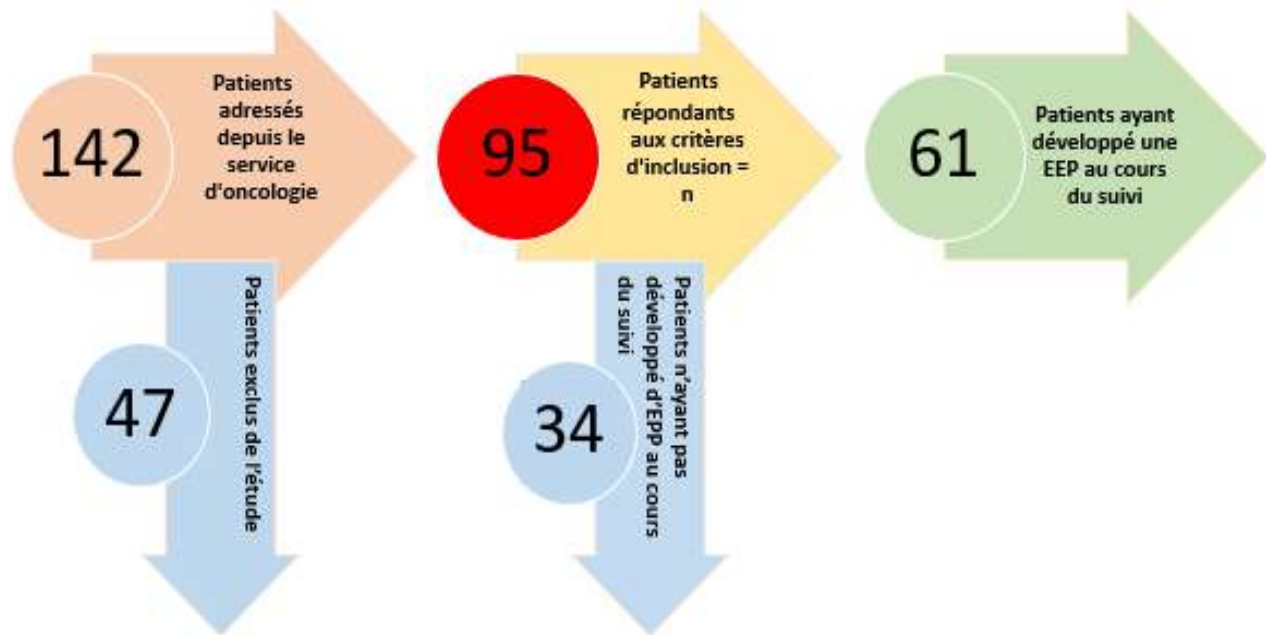 142
Patients
adressés
depuis le
service
d'oncologie
95
Patients
répondants
aux critères
d'inclusion =
n
61
Patients ayant
développé une
EEP au cours
du suivi
47
Patients exclus de l'étude
34
Patients n'ayant pas
développé d'EPP au cours
du suivi